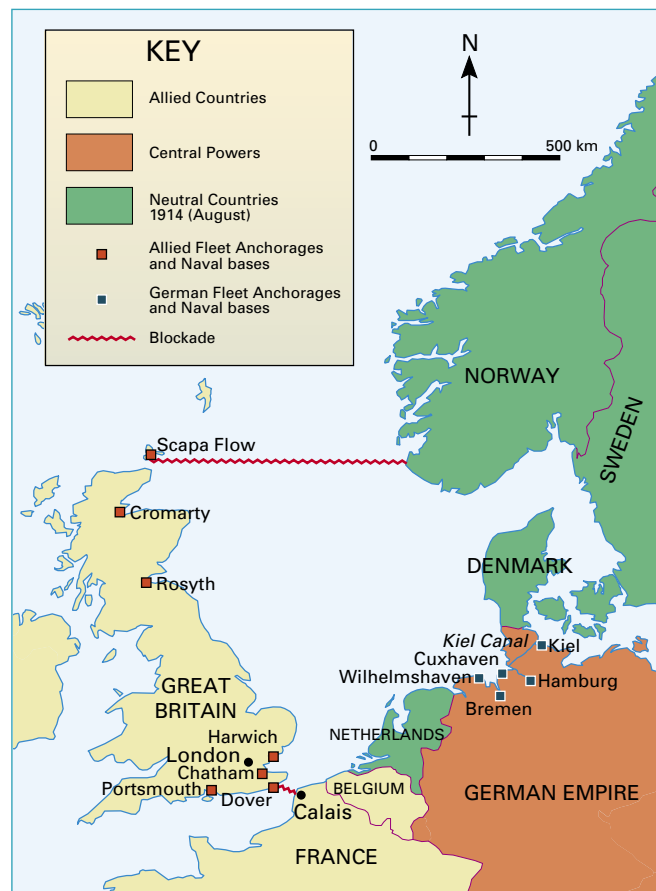 KEY
Allied Countries
Central Powers
Neutral Countries
1914 (August)
Allied Fleet Anchorages
and Naval bases
German Fleet Anchorages
and Naval bases
Blockade
N
0 500 km
NORWAY
SWEDEN
Scapa Flow
Cromarty
Rosyth
DENMARK
Kiel Canal
Kiel
Cuxhaven
Wilhelmshaven
Hamburg
Bremen
GREAT
BRITAIN
Harwich
London
Chatham
Portsmouth
Dover
Calais
NETHERLANDS
BELGIUM
GERMAN EMPIRE
FRANCE